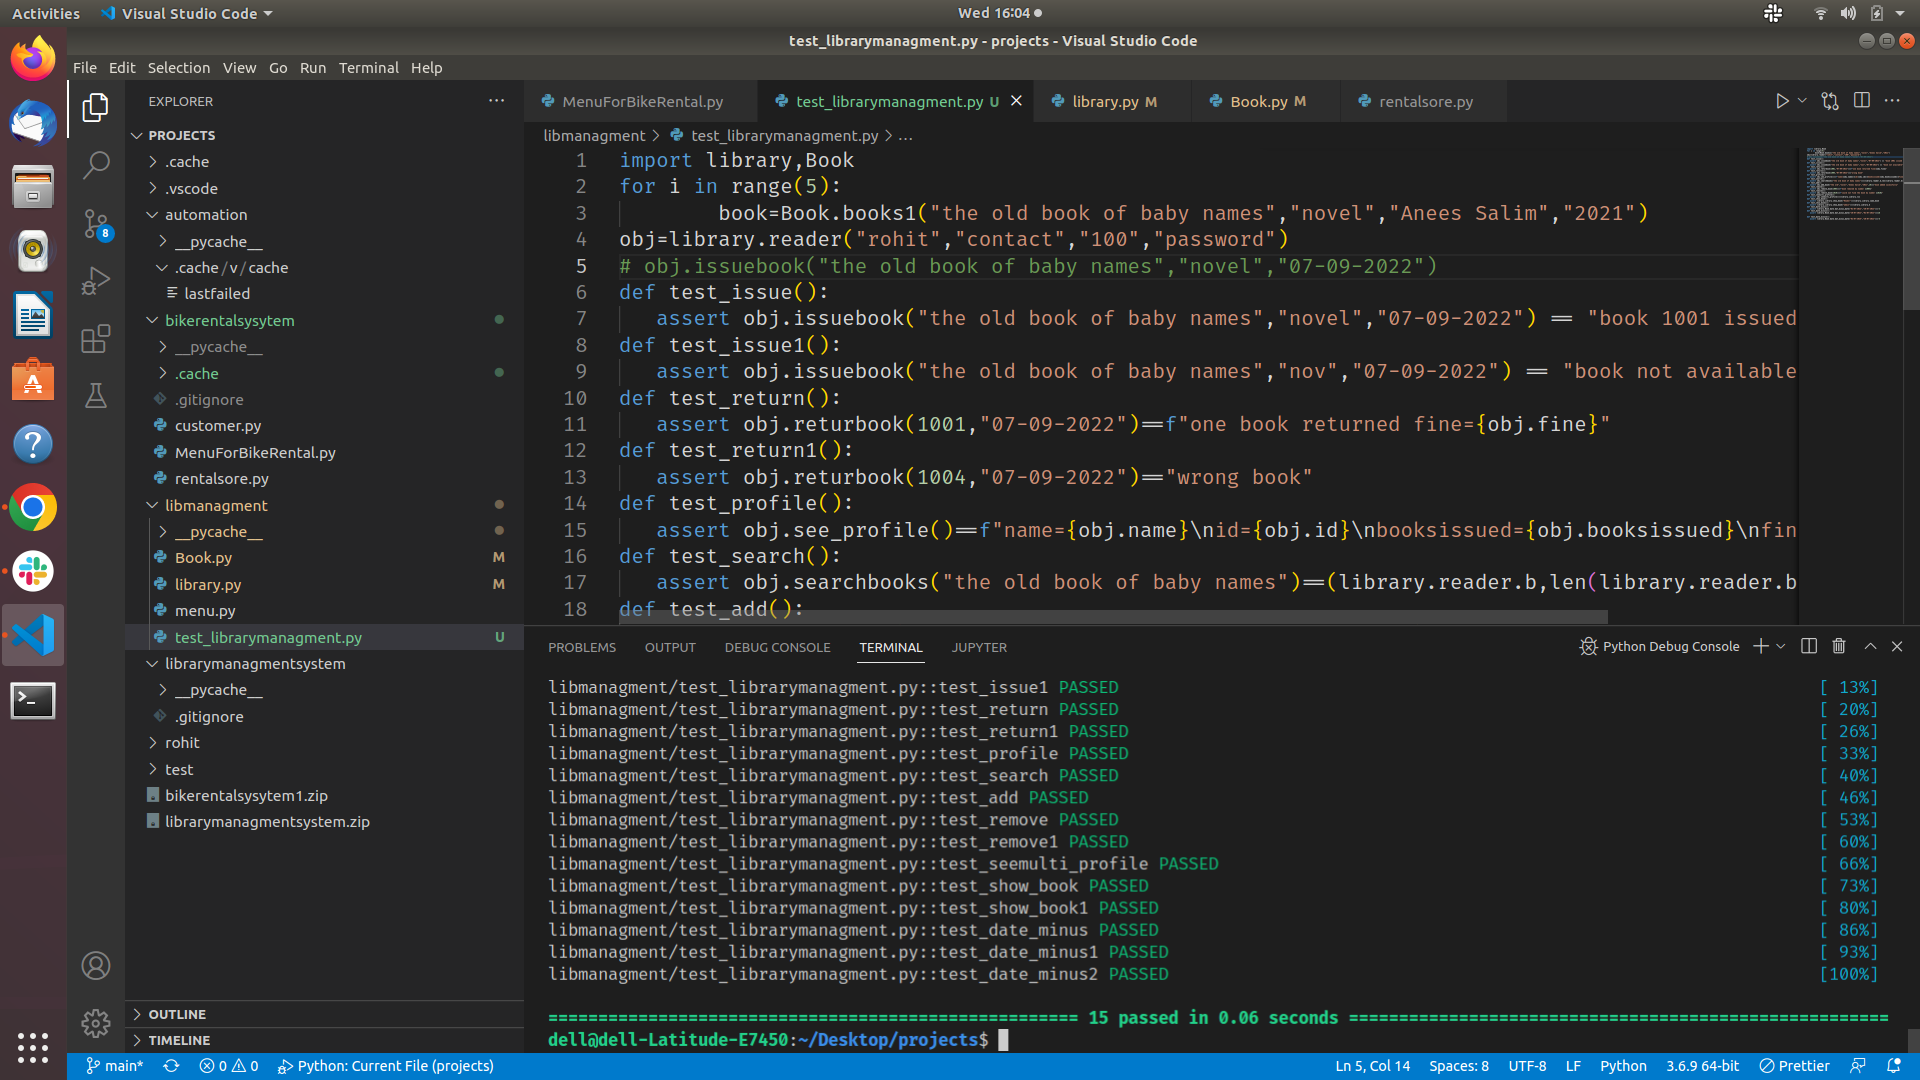 Activities
Visual Studio Code
Wed 16:04
test_librarymanagment.py - projects - Visual Studio Code
File Edit Selection View Go Run Terminal Help
EXPLORER
MenuForBikeRental.py
test_librarymanagment.py U
library.py M
Book.py M
rentalsore.py
PROJECTS
.cache
.vscode
automation
__pycache__
.cache/v/cache
lastfailed
bikerentalsysytem
__pycache__
.cache
.gitignore
customer.py
MenuForBikeRental.py
rentalsore.py
libmanagment
__pycache__
Book.py M
library.py M
menu.py
test_librarymanagment.py U
librarymanagmentsystem
__pycache__
.gitignore
rohit
test
bikerentalsysytem1.zip
librarymanagmentsystem.zip
OUTLINE
TIMELINE
8
libmanagment > test_librarymanagment.py > ...
1 import library,Book
2 for i in range(5):
3 book=Book.books1("the old book of baby names","novel","Anees Salim","2021")
4 obj=library.reader("rohit","contact","100","password")
5 # obj.issuebook("the old book of baby names","novel","07-09-2022")
6 def test_issue():
7 assert obj.issuebook("the old book of baby names","novel","07-09-2022") == "book 1001 issued
8 def test_issue1():
9 assert obj.issuebook("the old book of baby names","nov","07-09-2022") == "book not available
10 def test_return():
11 assert obj.returbook(1001,"07-09-2022")==f"one book returned fine={obj.fine}"
12 def test_return1():
13 assert obj.returbook(1004,"07-09-2022")=="wrong book"
14 def test_profile():
15 assert obj.see_profile()==f"name={obj.name}\nid={obj.id}\nbooksissued={obj.booksissued}\nfin
16 def test_search():
17 assert obj.searchbooks("the old book of baby names")==(library.reader.b,len(library.reader.b
18 def test_add():
PROBLEMS OUTPUT DEBUG CONSOLE TERMINAL JUPYTER
Python Debug Console
libmanagment/test_librarymanagment.py::test_issue1 PASSED [ 13%]
libmanagment/test_librarymanagment.py::test_return PASSED [ 20%]
libmanagment/test_librarymanagment.py::test_return1 PASSED [ 26%]
libmanagment/test_librarymanagment.py::test_profile PASSED [ 33%]
libmanagment/test_librarymanagment.py::test_search PASSED [ 40%]
libmanagment/test_librarymanagment.py::test_add PASSED [ 46%]
libmanagment/test_librarymanagment.py::test_remove PASSED [ 53%]
libmanagment/test_librarymanagment.py::test_remove1 PASSED [ 60%]
libmanagment/test_librarymanagment.py::test_seemulti_profile PASSED [ 66%]
libmanagment/test_librarymanagment.py::test_show_book PASSED [ 73%]
libmanagment/test_librarymanagment.py::test_show_book1 PASSED [ 80%]
libmanagment/test_librarymanagment.py::test_date_minus PASSED [ 86%]
libmanagment/test_librarymanagment.py::test_date_minus1 PASSED [ 93%]
libmanagment/test_librarymanagment.py::test_date_minus2 PASSED [100%]
===================================================== 15 passed in 0.06 seconds ======================================================
dell@dell-Latitude-E7450:~/Desktop/projects$
main* 0 0 Python: Current File (projects)
Ln 5, Col 14 Spaces: 8 UTF-8 LF Python 3.6.9 64-bit Prettier